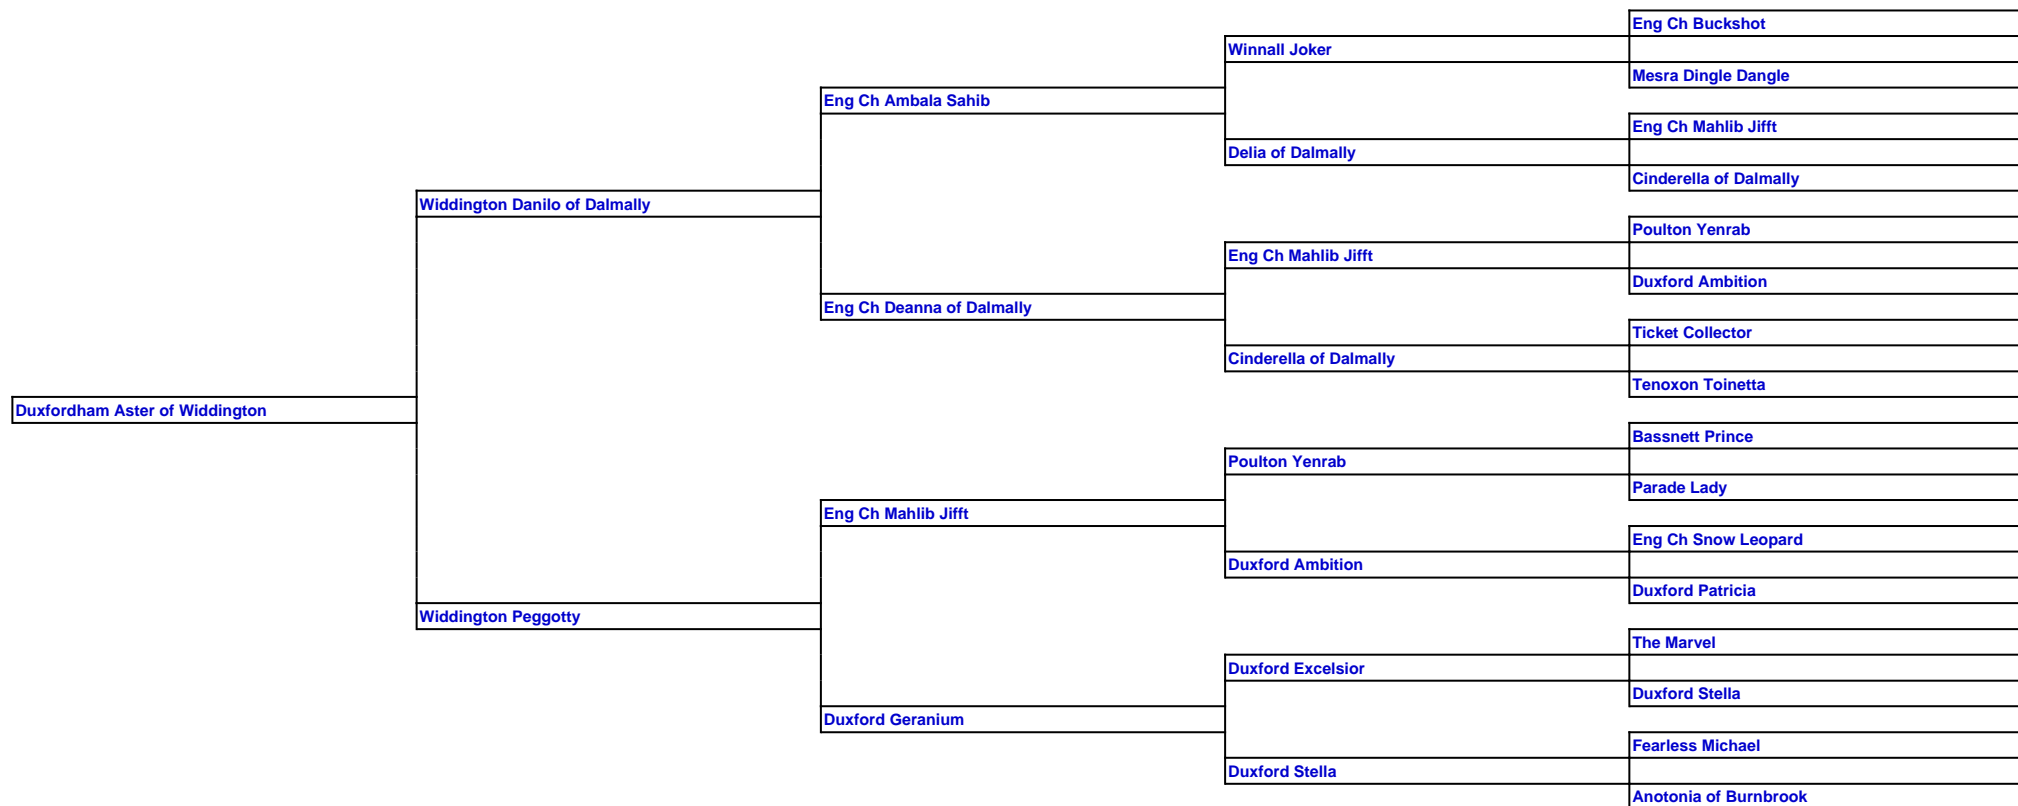 Eng Ch Buckshot
Winnall Joker
Mesra Dingle Dangle
Eng Ch Ambala Sahib
Eng Ch Mahlib Jifft
Delia of Dalmally
Cinderella of Dalmally
Widdington Danilo of Dalmally
Poulton Yenrab
Eng Ch Mahlib Jifft
Duxford Ambition
Eng Ch Deanna of Dalmally
Ticket Collector
Cinderella of Dalmally
Tenoxon Toinetta
Duxfordham Aster of Widdington
Bassnett Prince
Poulton Yenrab
Parade Lady
Eng Ch Mahlib Jifft
Eng Ch Snow Leopard
Duxford Ambition
Duxford Patricia
Widdington Peggotty
The Marvel
Duxford Excelsior
Duxford Stella
Duxford Geranium
Fearless Michael
Duxford Stella
Anotonia of Burnbrook